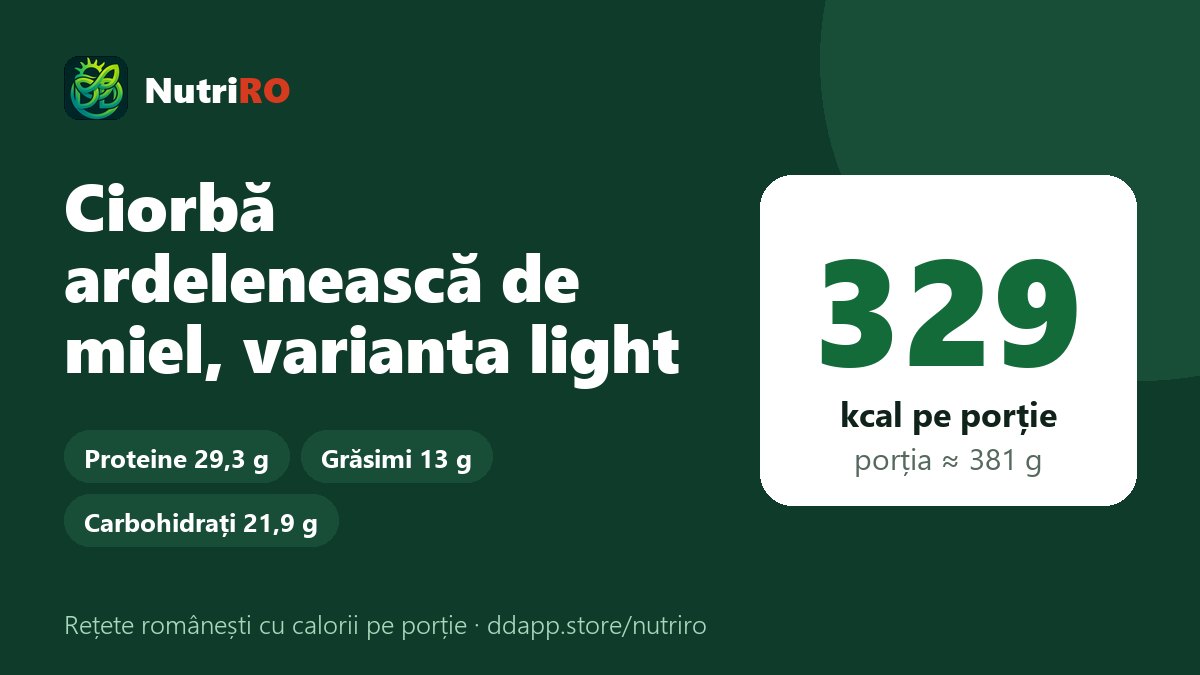 NutriRO
Ciorbă
ardelenească de
miel, varianta light
Proteine 29,3 g
Grăsimi 13 g
Carbohidrați 21,9 g
329
kcal pe porție
porția ≈ 381 g
Rețete românești cu calorii pe porție · ddapp.store/nutriro